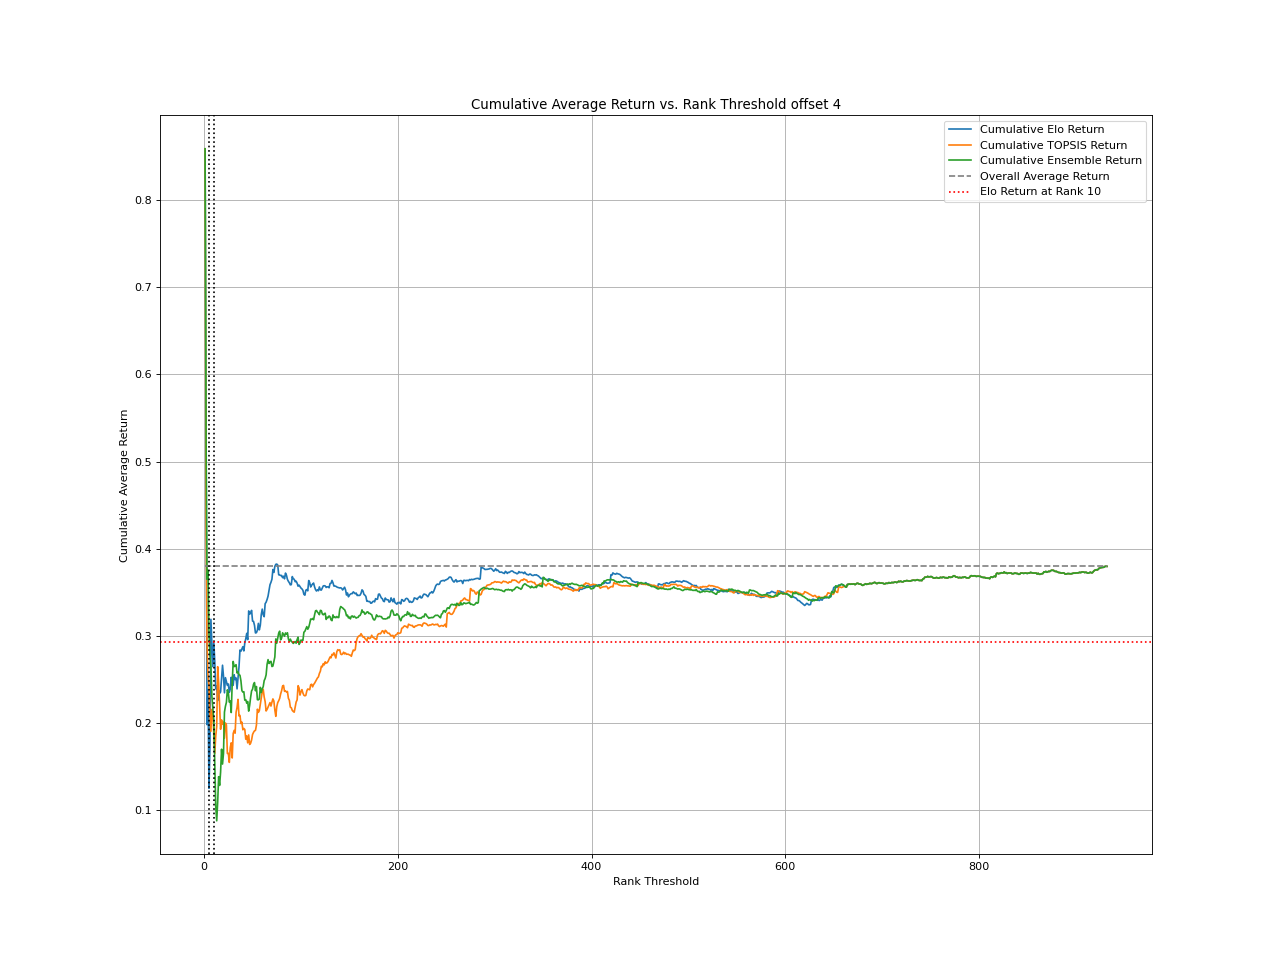 Cumulative Average Return vs. Rank Threshold offset 4
Cumulative Elo Return
Cumulative TOPSIS Return
Cumulative Ensemble Return
Overall Average Return
Elo Return at Rank 10
0.8
0.7
0.6
0.5
0.4
0.3
0.2
0.1
Cumulative Average Return
0 200 400 600 800
Rank Threshold